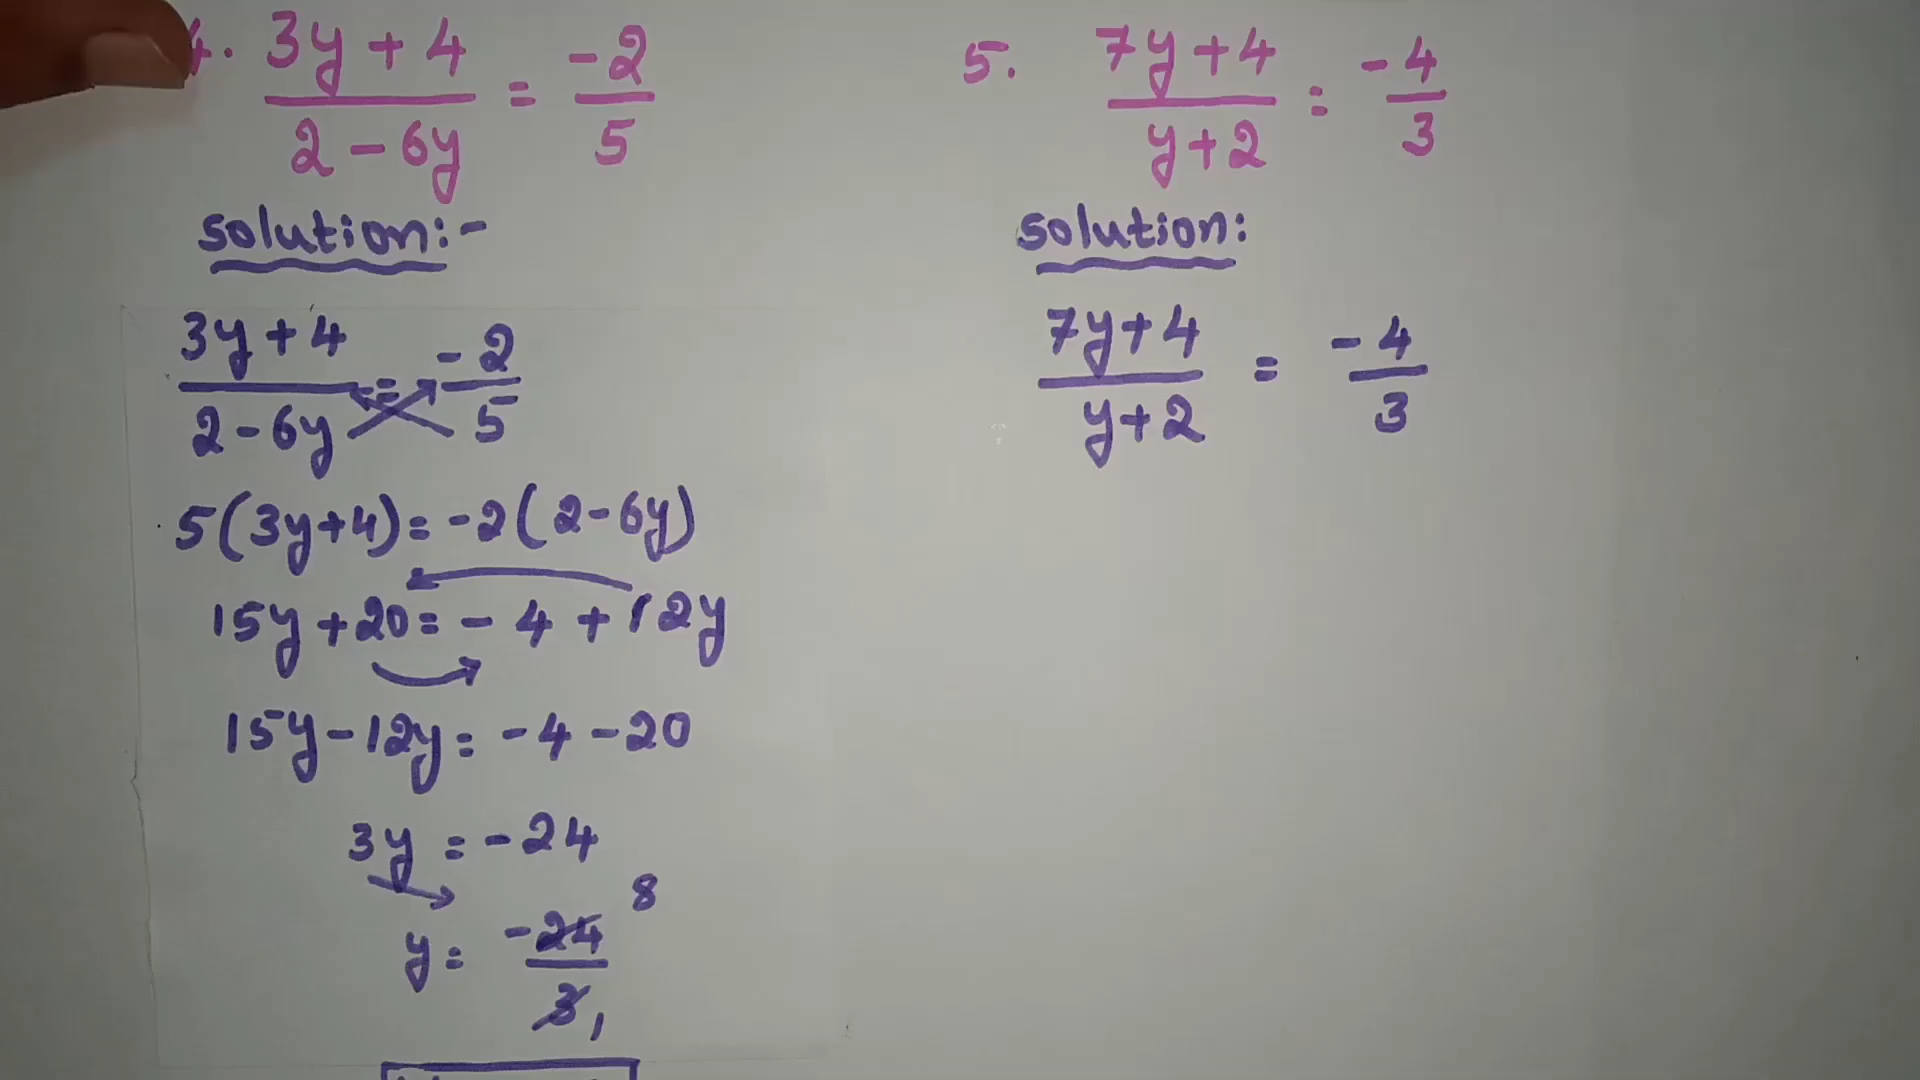 4. 3y + 4 / 2 - 6y = -2 / 5
solution:-
3y + 4 / 2 - 6y = -2 / 5
5(3y+4) = -2(2-6y)
15y + 20 = - 4 + 12y
15y - 12y = -4 - 20
3y = -24
8
y = -24 / 3 1
5. 7y + 4 / y + 2 = -4 / 3
solution:
7y + 4 / y + 2 = -4 / 3